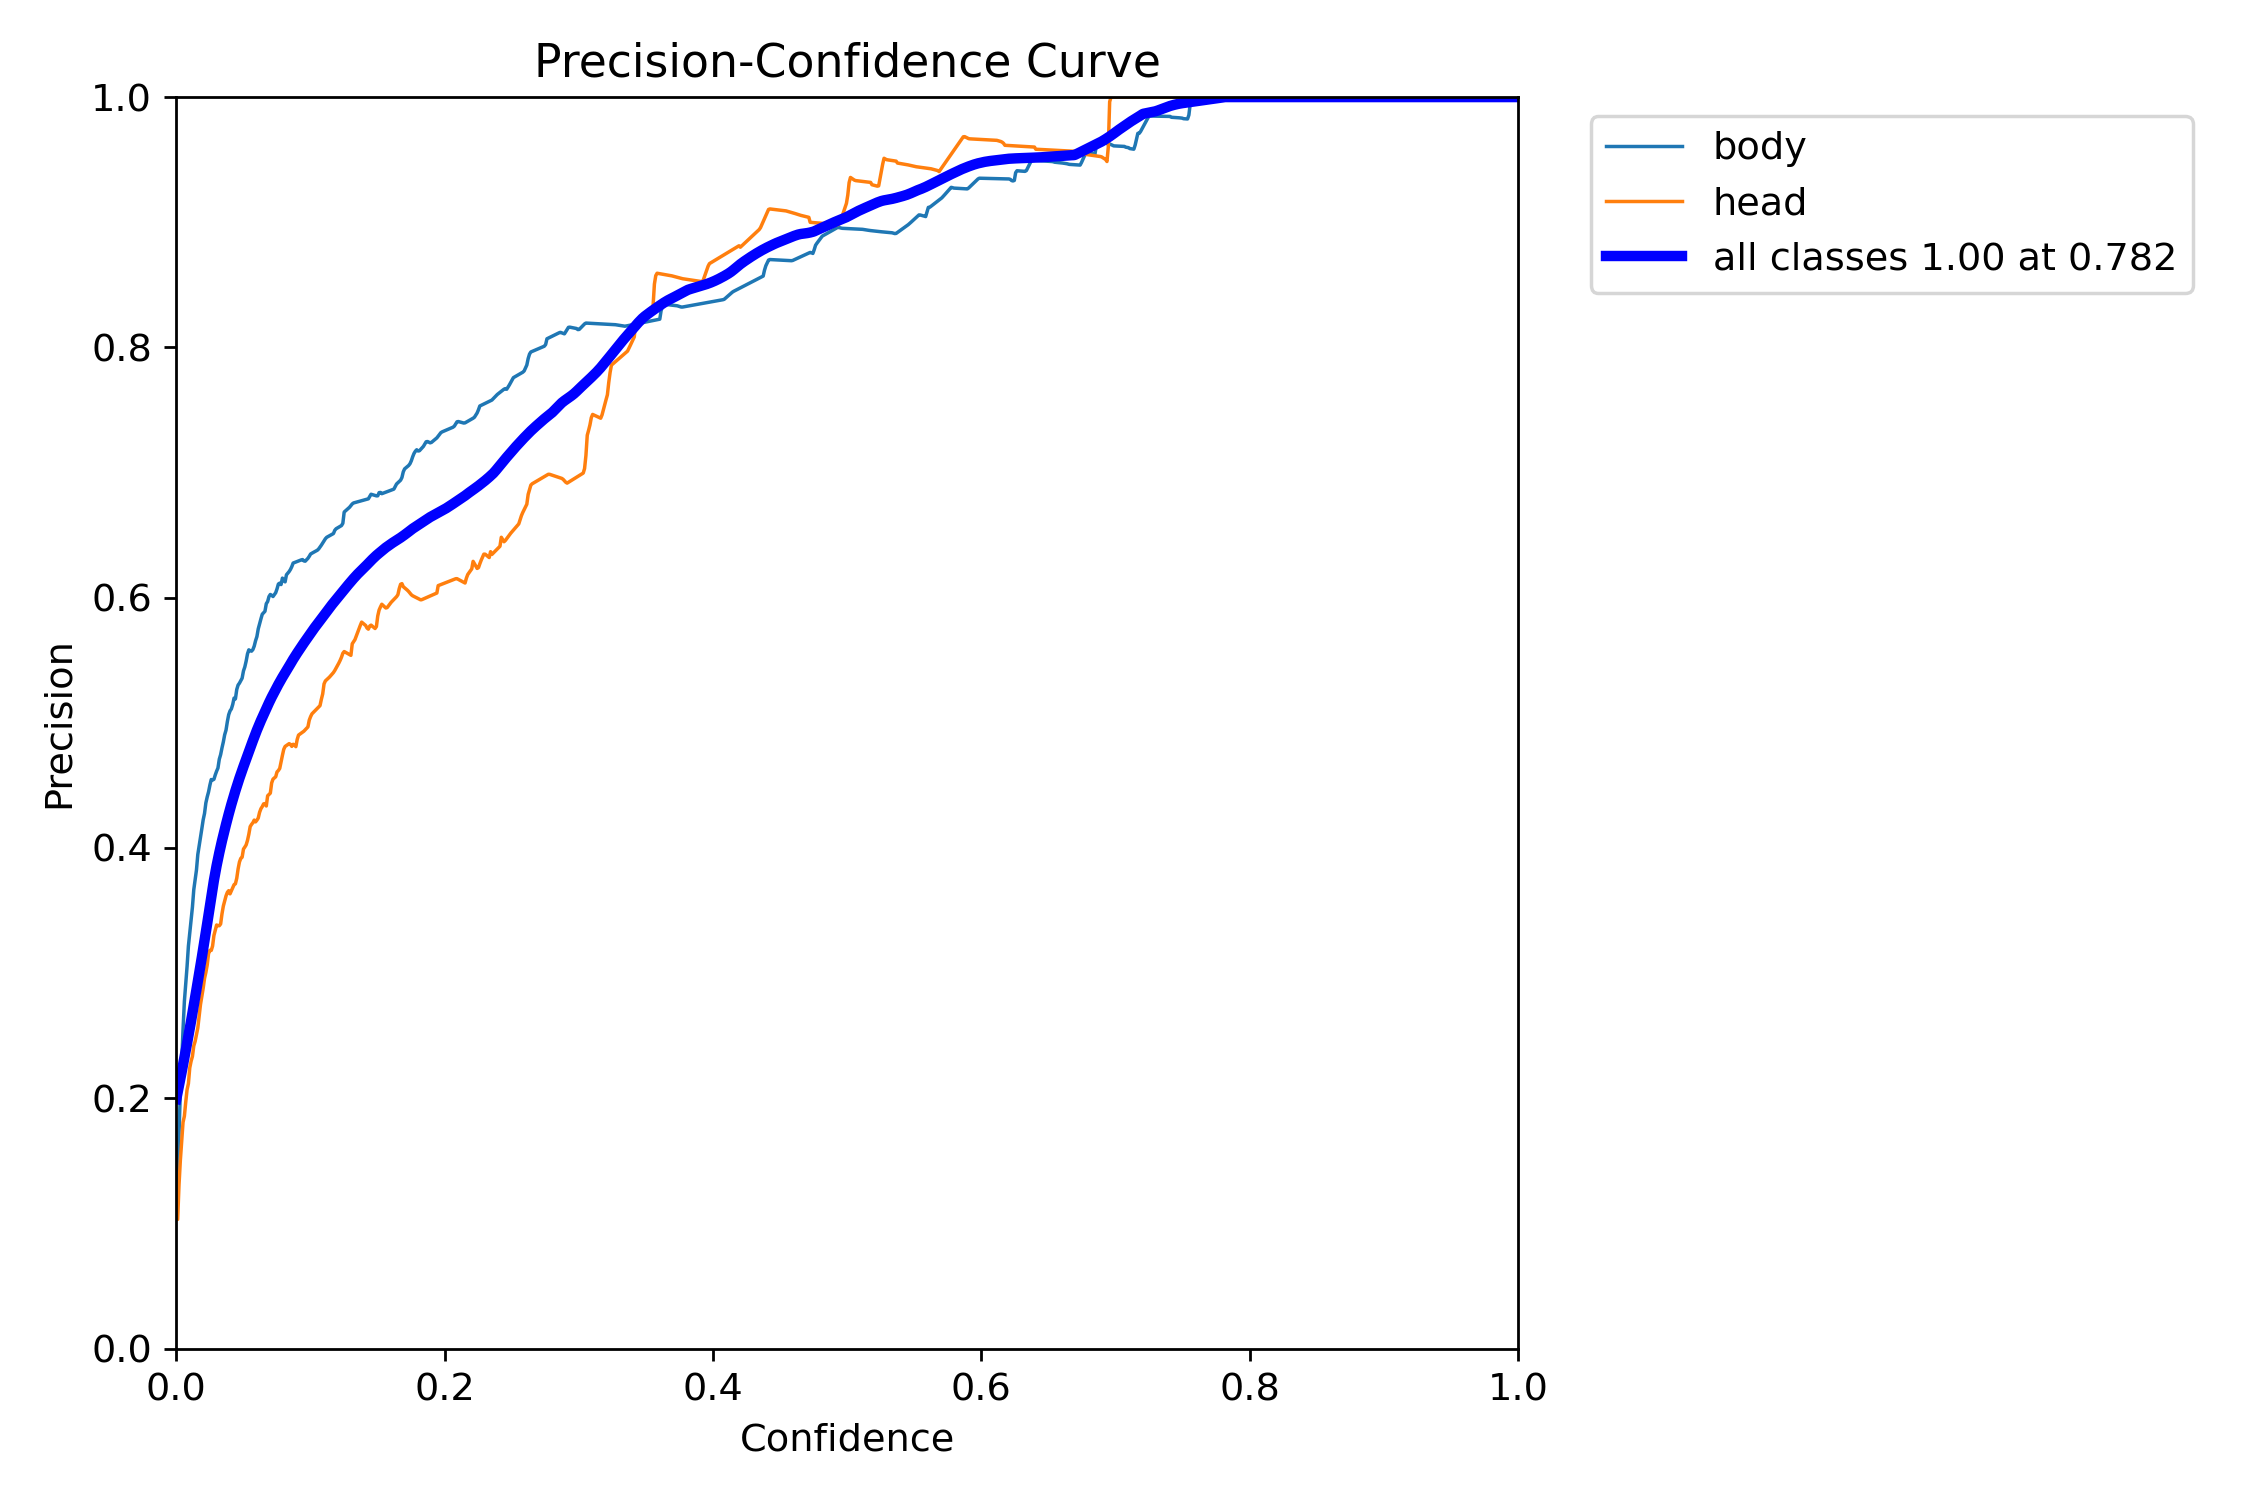 Precision-Confidence Curve
1.0
0.8
0.6
0.4
0.2
0.0
Precision
0.0 0.2 0.4 0.6 0.8 1.0
Confidence
body
head
all classes 1.00 at 0.782